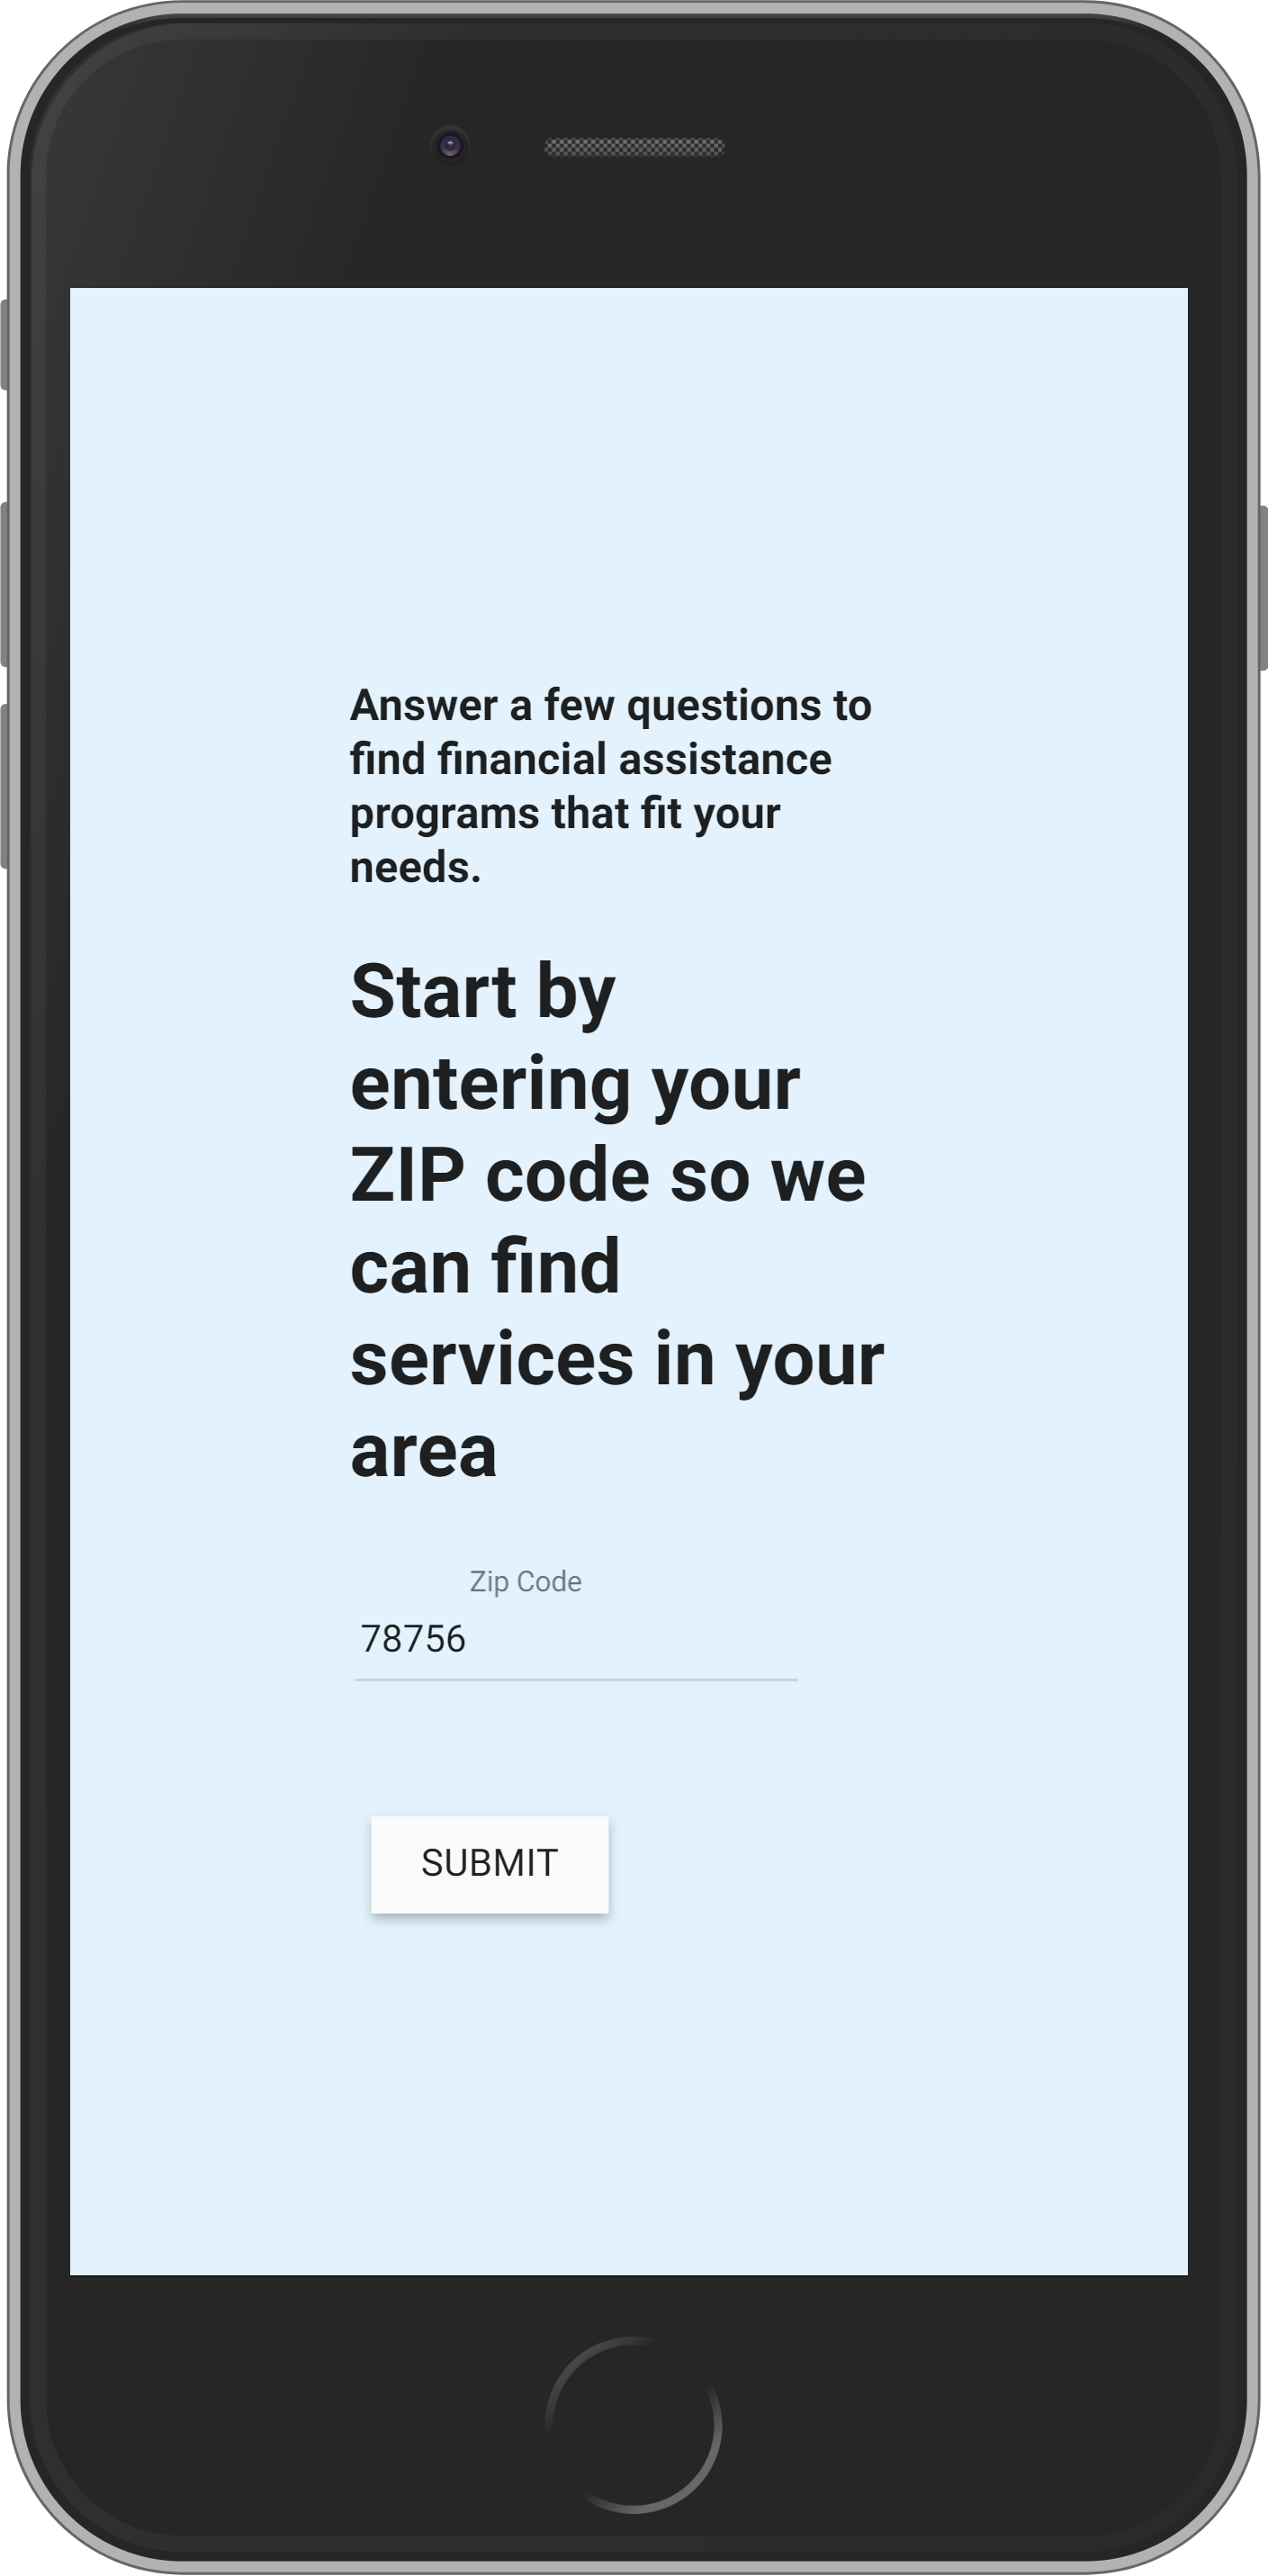 Answer a few questions to
find financial assistance
programs that fit your
needs.
Start by
entering your
ZIP code so we
can find
services in your
area
Zip Code
78756
SUBMIT